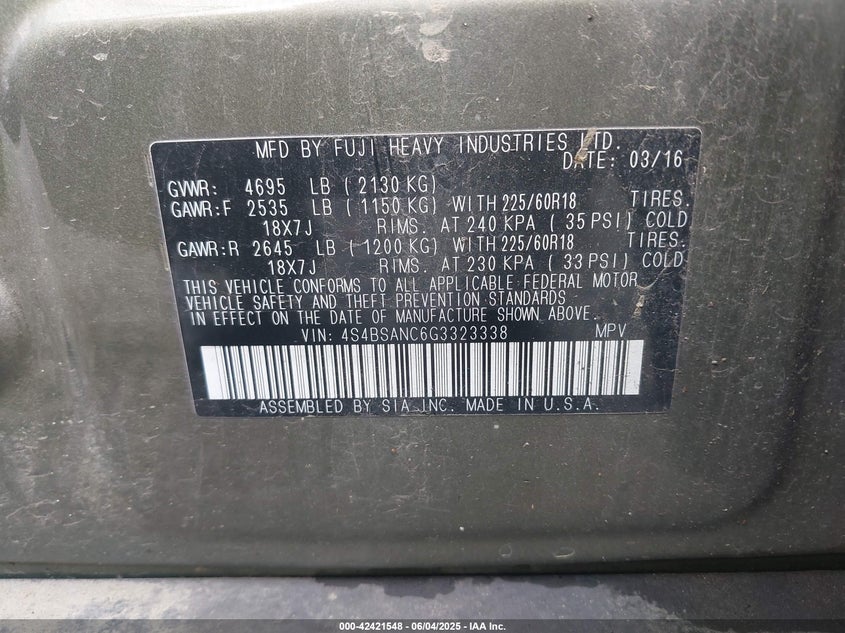 MFD BY FUJI HEAVY INDUSTRIES LTD.
DATE: 03/16
GVWR: 4695 LB ( 2130 KG)
GAWR:F 2535 LB ( 1150 KG) WITH 225/60R18 TIRES.
18X7J RIMS. AT 240 KPA ( 35 PSI) COLD
GAWR:R 2645 LB ( 1200 KG) WITH 225/60R18 TIRES.
18X7J RIMS. AT 230 KPA ( 33 PSI) COLD
THIS VEHICLE CONFORMS TO ALL APPLICABLE FEDERAL MOTOR
VEHICLE SAFETY AND THEFT PREVENTION STANDARDS
IN EFFECT ON THE DATE OF MANUFACTURE SHOWN ABOVE.
VIN: 4S4BSANC6G3323338 MPV
ASSEMBLED BY SIA INC. MADE IN U.S.A.
000-42421548 - 06/04/2025 - IAA Inc.